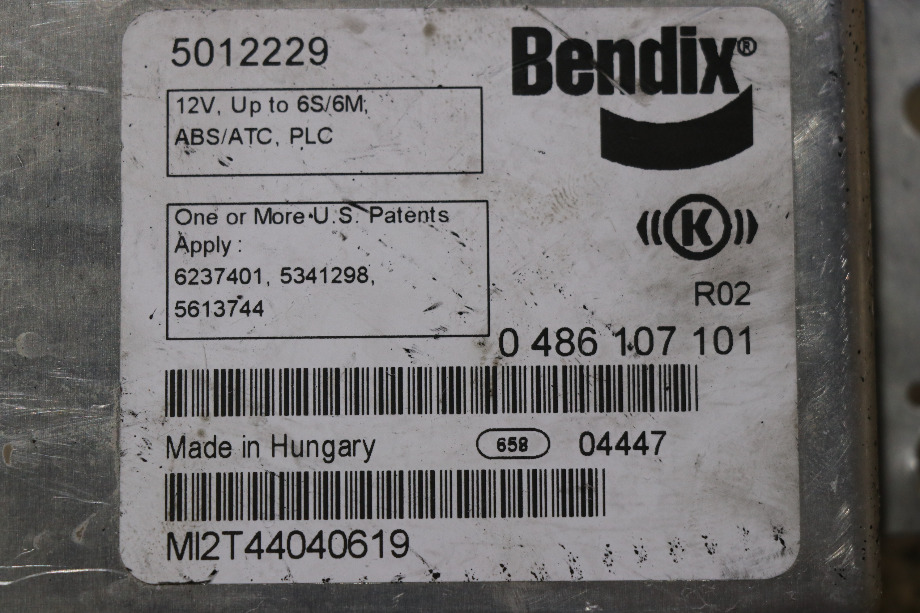 5012229
Bendix®
12V, Up to 6S/6M,
ABS/ATC, PLC
One or More U.S. Patents
Apply :
6237401, 5341298,
5613744
K
R02
0 486 107 101
Made in Hungary
658
04447
MI2T44040619